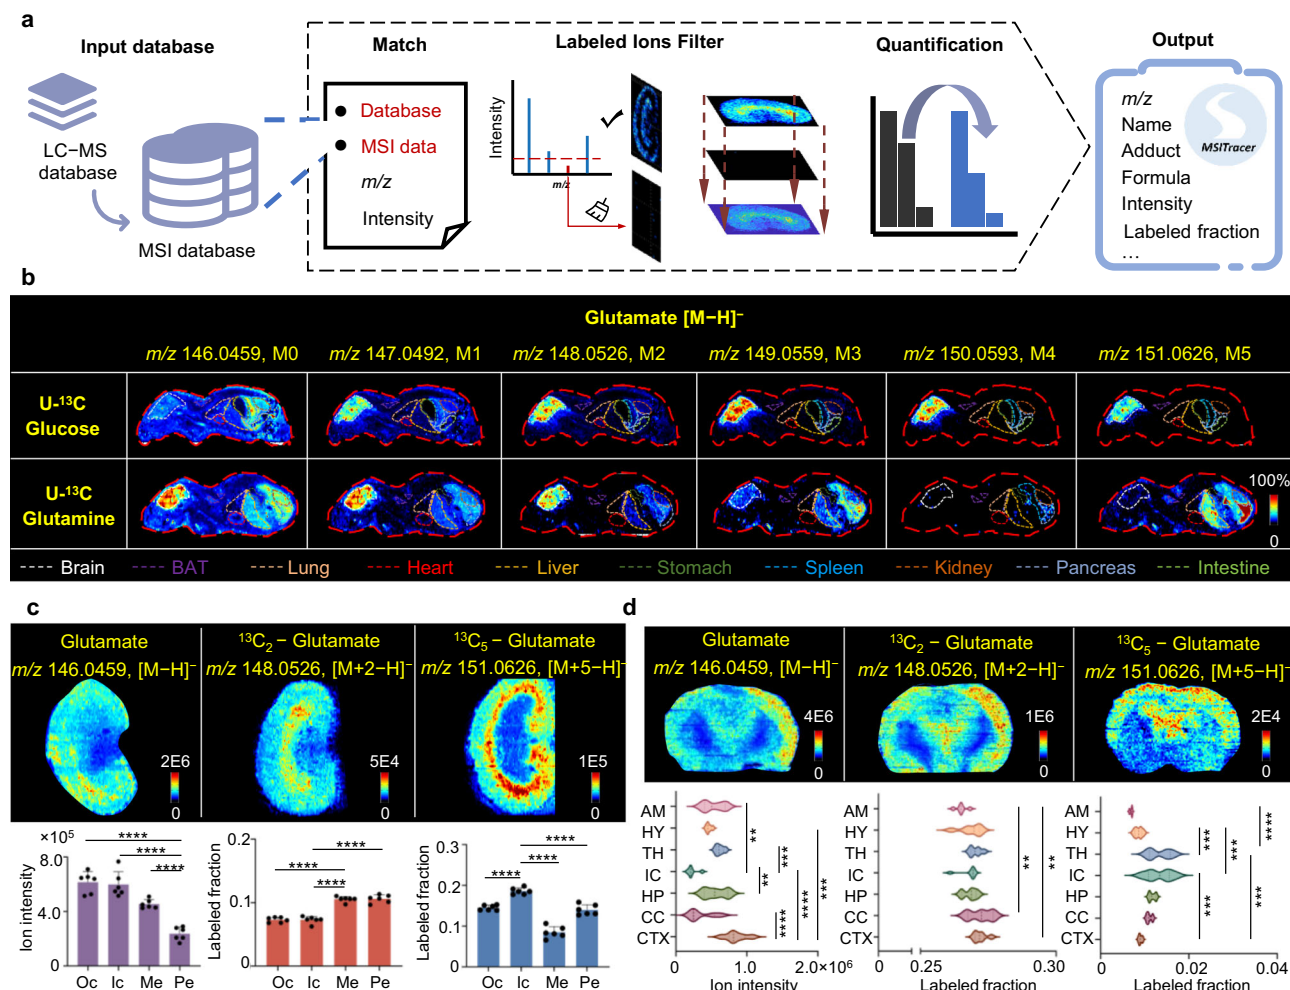 a
Input database
Match
Labeled Ions Filter
Quantification
Output
LC−MS
database
MSI database
Database
MSI data
m/z
Intensity
Intensity
m/z
m/z
Name
Adduct
Formula
Intensity
Labeled fraction
...
MSITracer
b
Glutamate [M−H]⁻
m/z 146.0459, M0
m/z 147.0492, M1
m/z 148.0526, M2
m/z 149.0559, M3
m/z 150.0593, M4
m/z 151.0626, M5
U-¹³C
Glucose
U-¹³C
Glutamine
100%
0
Brain
BAT
Lung
Heart
Liver
Stomach
Spleen
Kidney
Pancreas
Intestine
c
Glutamate
m/z 146.0459, [M−H]⁻
2E6
0
¹³C₂ − Glutamate
m/z 148.0526, [M+2−H]⁻
5E4
0
¹³C₅ − Glutamate
m/z 151.0626, [M+5−H]⁻
1E5
0
×10⁵
Ion intensity
8.0
4.0
0
****
****
****
Oc Ic Me Pe
Labeled fraction
0.2
0.1
0
****
****
****
Oc Ic Me Pe
Labeled fraction
0.3
0.2
0.1
0
****
****
****
Oc Ic Me Pe
d
Glutamate
m/z 146.0459, [M−H]⁻
4E6
0
¹³C₂ − Glutamate
m/z 148.0526, [M+2−H]⁻
1E6
0
¹³C₅ − Glutamate
m/z 151.0626, [M+5−H]⁻
2E4
0
AM
HY
TH
IC
HP
CC
CTX
**
****
**
****
****
****
0 1.0 2.0×10⁶
Ion intensity
AM
HY
TH
IC
HP
CC
CTX
**
**
0 0.25 0.30
Labeled fraction
AM
HY
TH
IC
HP
CC
CTX
****
***
***
***
***
0 0.02 0.04
Labeled fraction